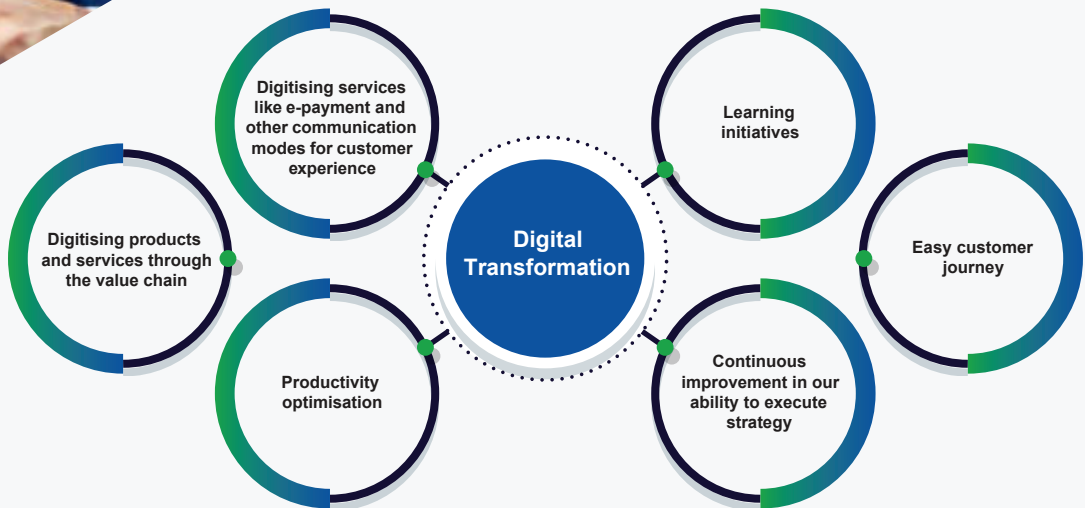 Digitising services
like e-payment and
other communication
modes for customer
experience
Learning
initiatives
Digitising products
and services through
the value chain
Digital
Transformation
Easy customer
journey
Productivity
optimisation
Continuous
improvement in our
ability to execute
strategy